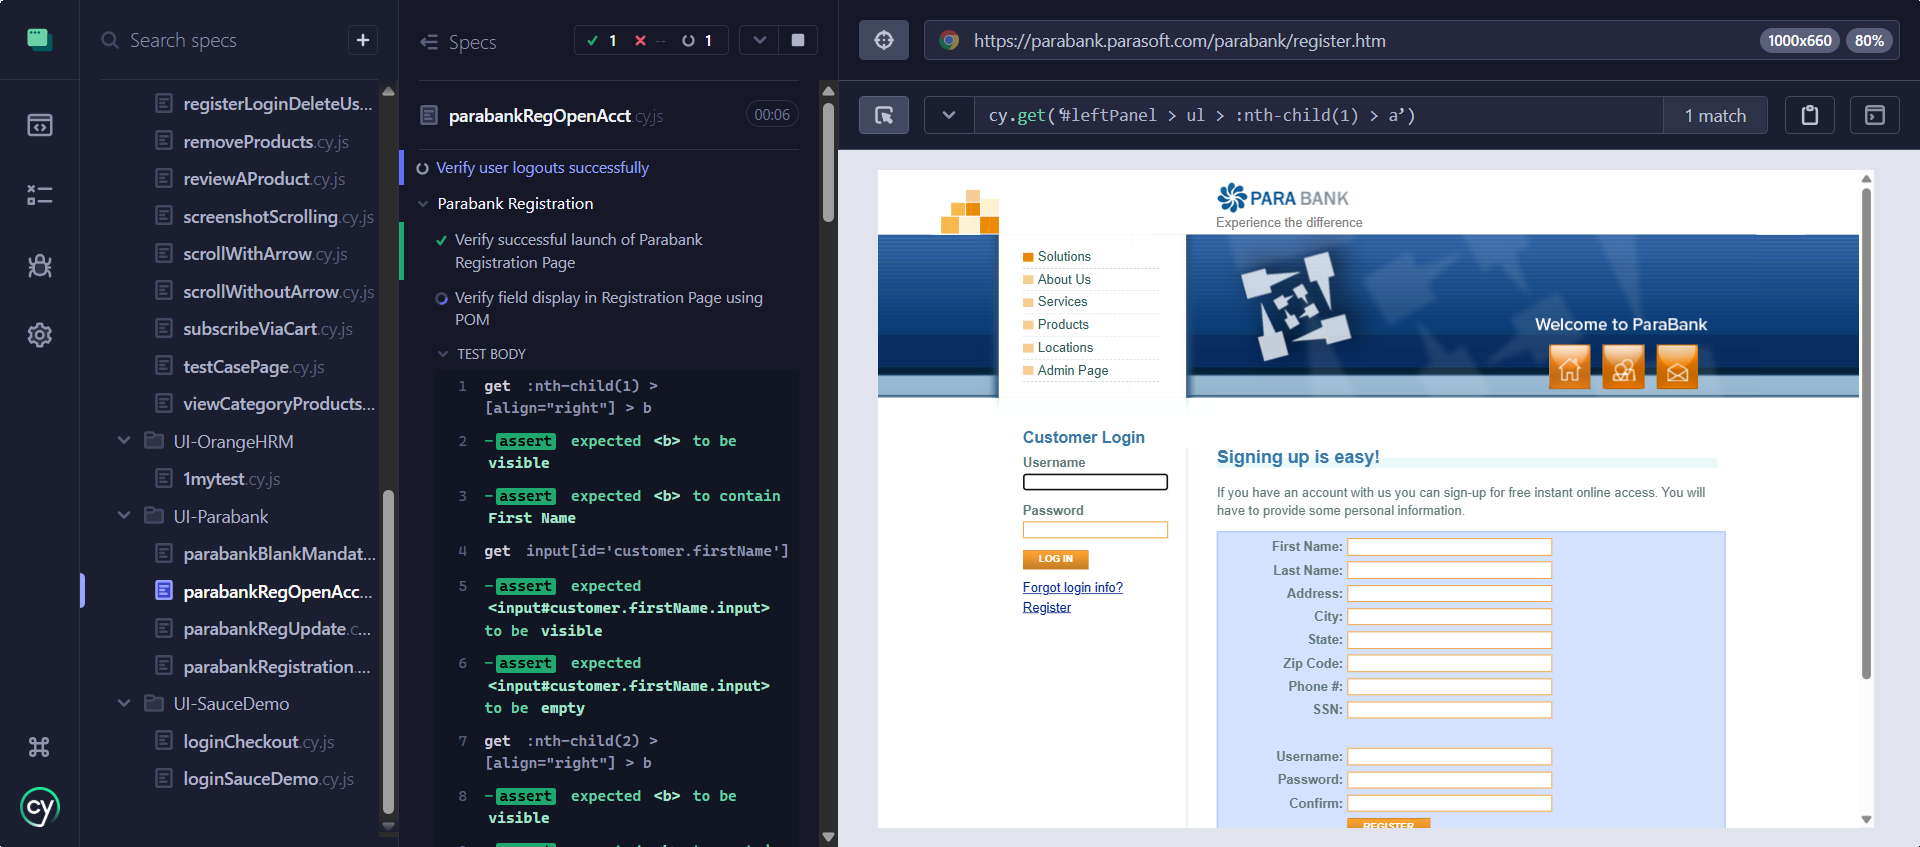 Search specs
+
registerLoginDeleteUs...
removeProducts.cy.js
reviewAProduct.cy.js
screenshotScrolling.cy.js
scrollWithArrow.cy.js
scrollWithoutArrow.cy.js
subscribeViaCart.cy.js
testCasePage.cy.js
viewCategoryProducts...
UI-OrangeHRM
1mytest.cy.js
UI-Parabank
parabankBlankMandat...
parabankRegOpenAcc...
parabankRegUpdate.c...
parabankRegistration....
UI-SauceDemo
loginCheckout.cy.js
loginSauceDemo.cy.js
cy
Specs
1 -- 1
parabankRegOpenAcct.cy.js 00:06
Verify user logouts successfully
Parabank Registration
Verify successful launch of Parabank
Registration Page
Verify field display in Registration Page using
POM
TEST BODY
1 get :nth-child(1) >
[align="right"] > b
2 -assert expected <b> to be
visible
3 -assert expected <b> to contain
First Name
4 get input[id='customer.firstName']
5 -assert expected
<input#customer.firstName.input>
to be visible
6 -assert expected
<input#customer.firstName.input>
to be empty
7 get :nth-child(2) >
[align="right"] > b
8 -assert expected <b> to be
visible
https://parabank.parasoft.com/parabank/register.htm 1000x660 80%
cy.get('#leftPanel > ul > :nth-child(1) > a') 1 match
PARA BANK
Experience the difference
Solutions
About Us
Services
Products
Locations
Admin Page
Welcome to ParaBank
Customer Login
Username
Password
LOG IN
Forgot login info?
Register
Signing up is easy!
If you have an account with us you can sign-up for free instant online access. You will
have to provide some personal information.
First Name:
Last Name:
Address:
City:
State:
Zip Code:
Phone #:
SSN:
Username:
Password:
Confirm:
REGISTER